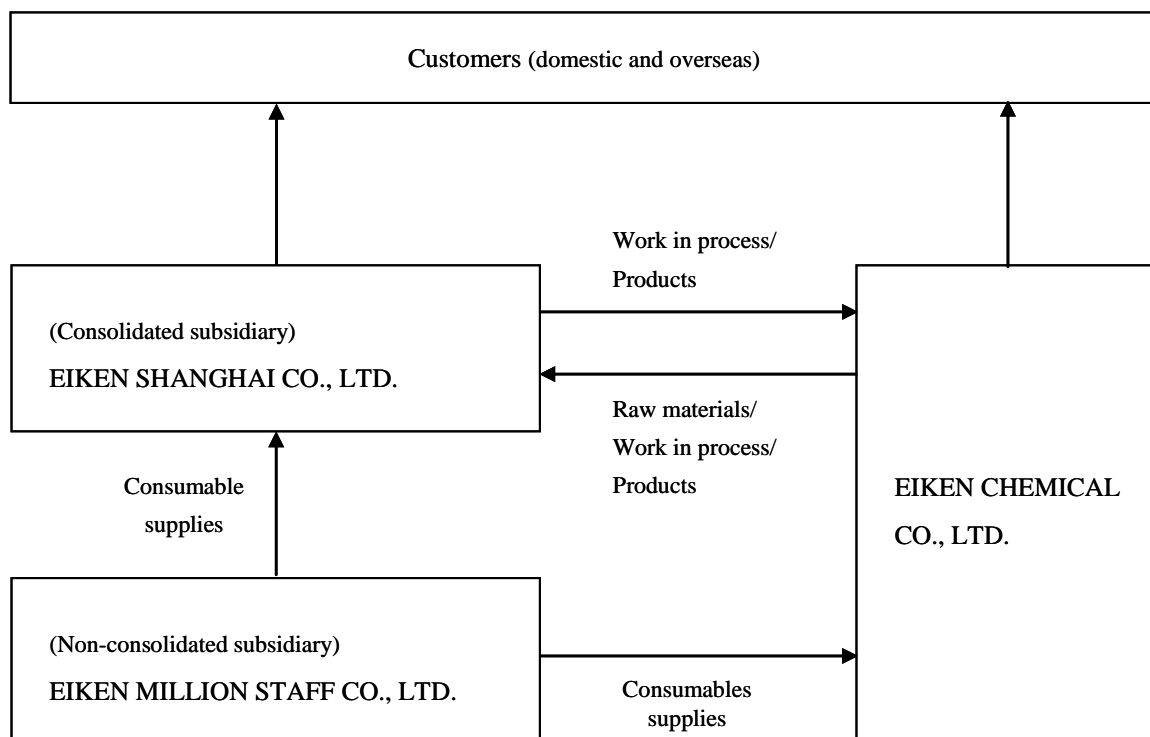 Customers (domestic and overseas)
Work in process/
Products
(Consolidated subsidiary)
EIKEN SHANGHAI CO., LTD.
Raw materials/
Work in process/
Products
Consumable
supplies
EIKEN CHEMICAL
CO., LTD.
(Non-consolidated subsidiary)
EIKEN MILLION STAFF CO., LTD.
Consumables
supplies